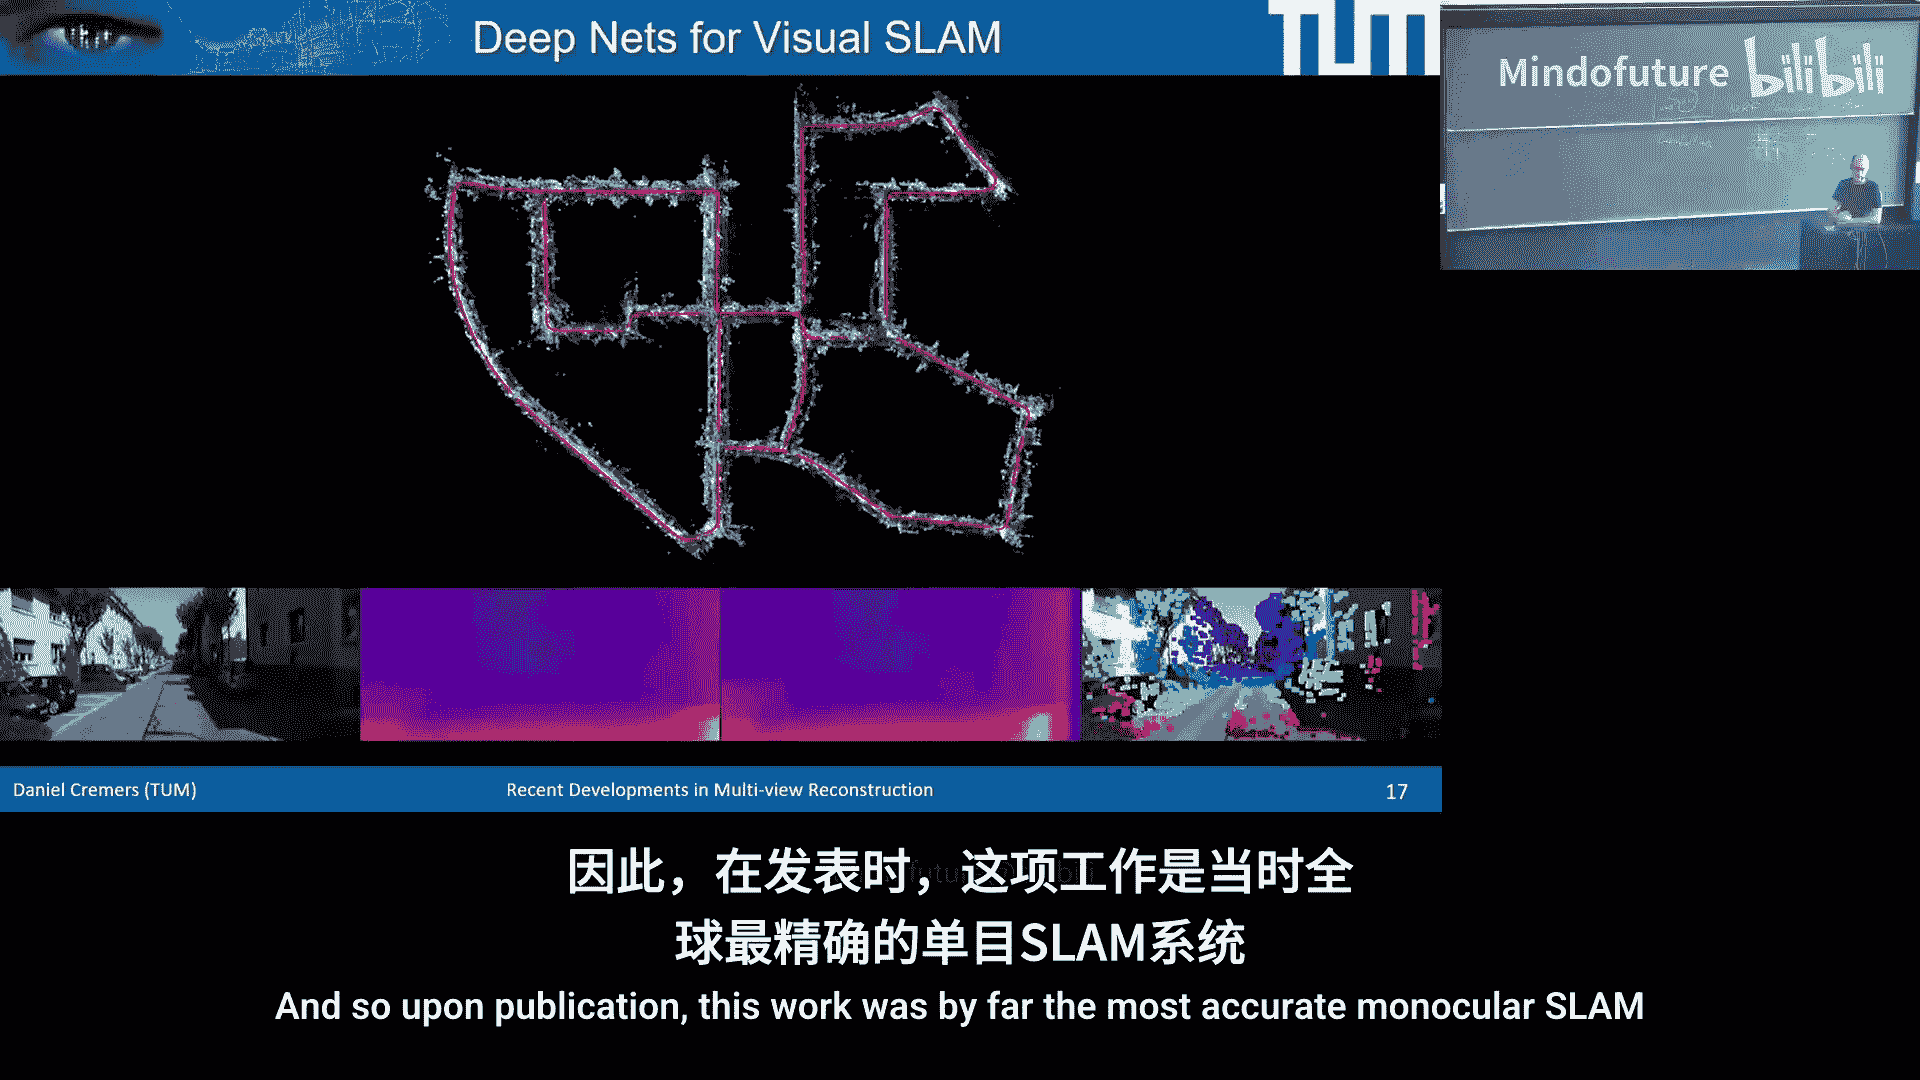 Deep Nets for Visual SLAM
TUM
Mindofuture bilibili
Daniel Cremers (TUM)
Recent Developments in Multi-view Reconstruction
17
因此，在发表时，这项工作是当时全
球最精确的单目SLAM系统
And so upon publication, this work was by far the most accurate monocular SLAM